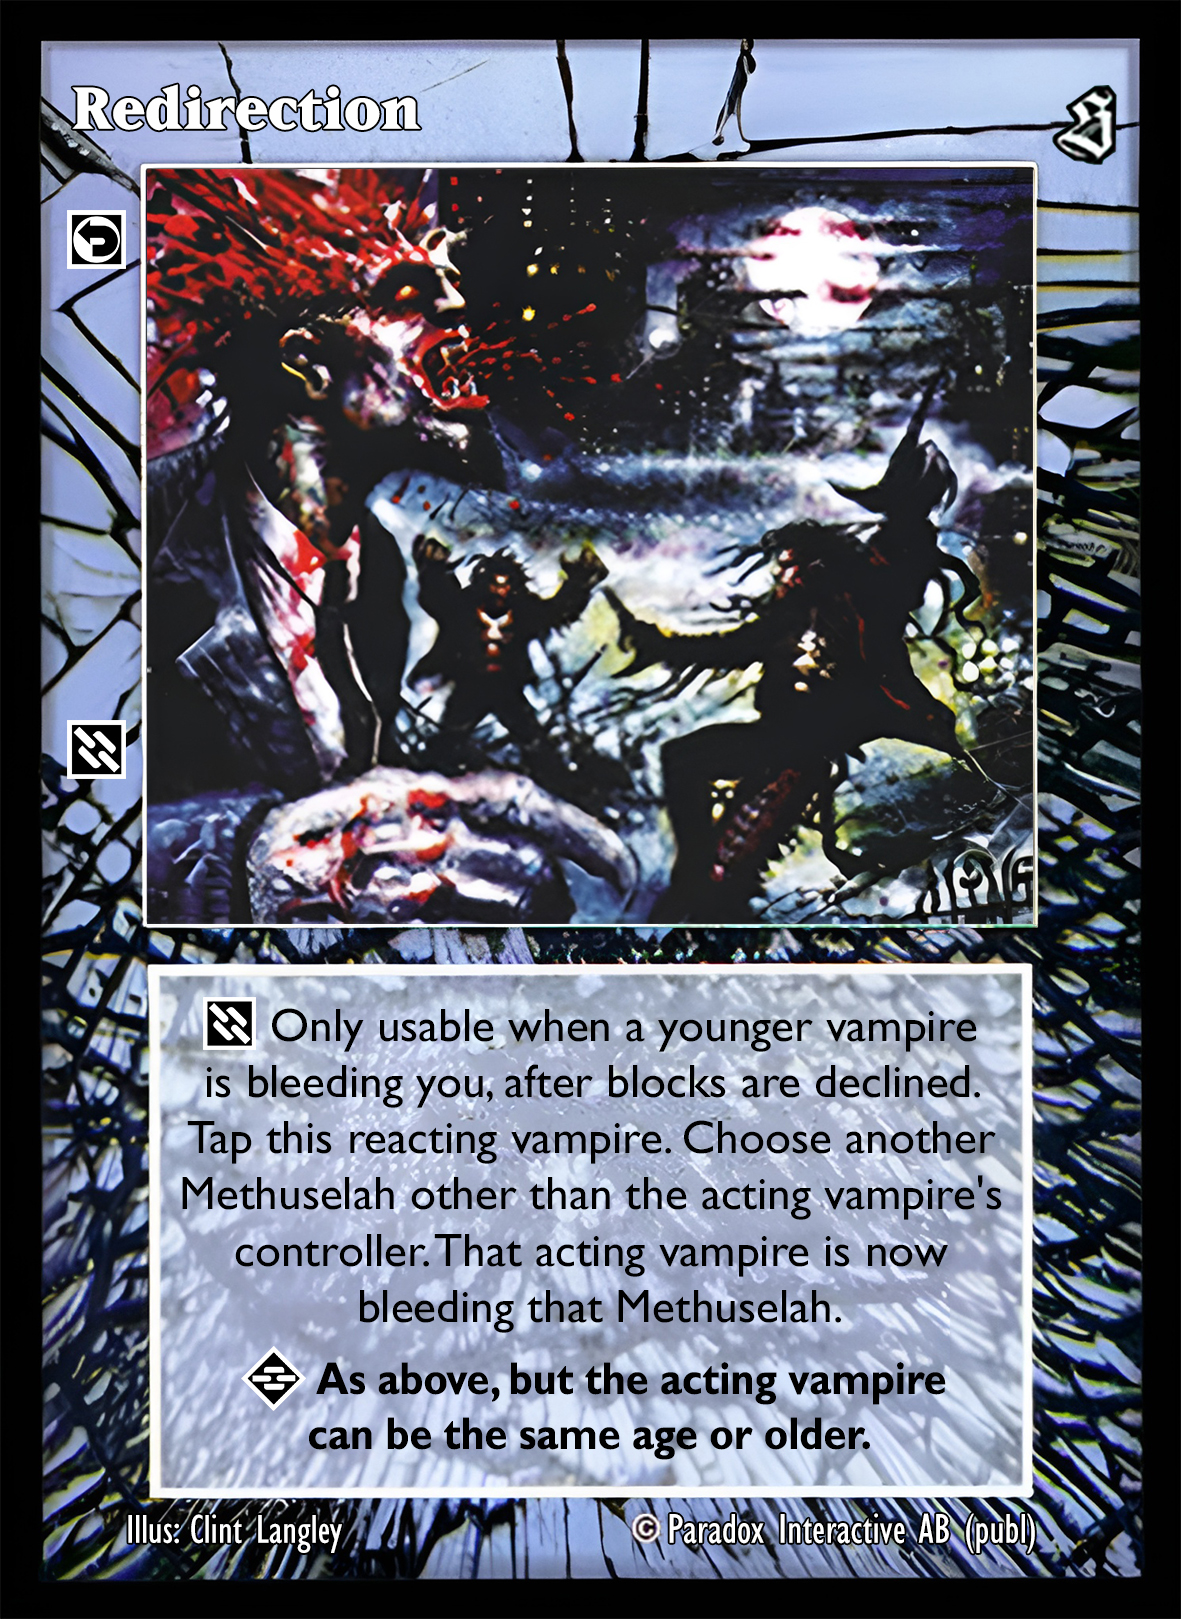 Redirection
Only usable when a younger vampire
is bleeding you, after blocks are declined.
Tap this reacting vampire. Choose another
Methuselah other than the acting vampire's
controller. That acting vampire is now
bleeding that Methuselah.
As above, but the acting vampire
can be the same age or older.
Illus: Clint Langley
© Paradox Interactive AB (publ)